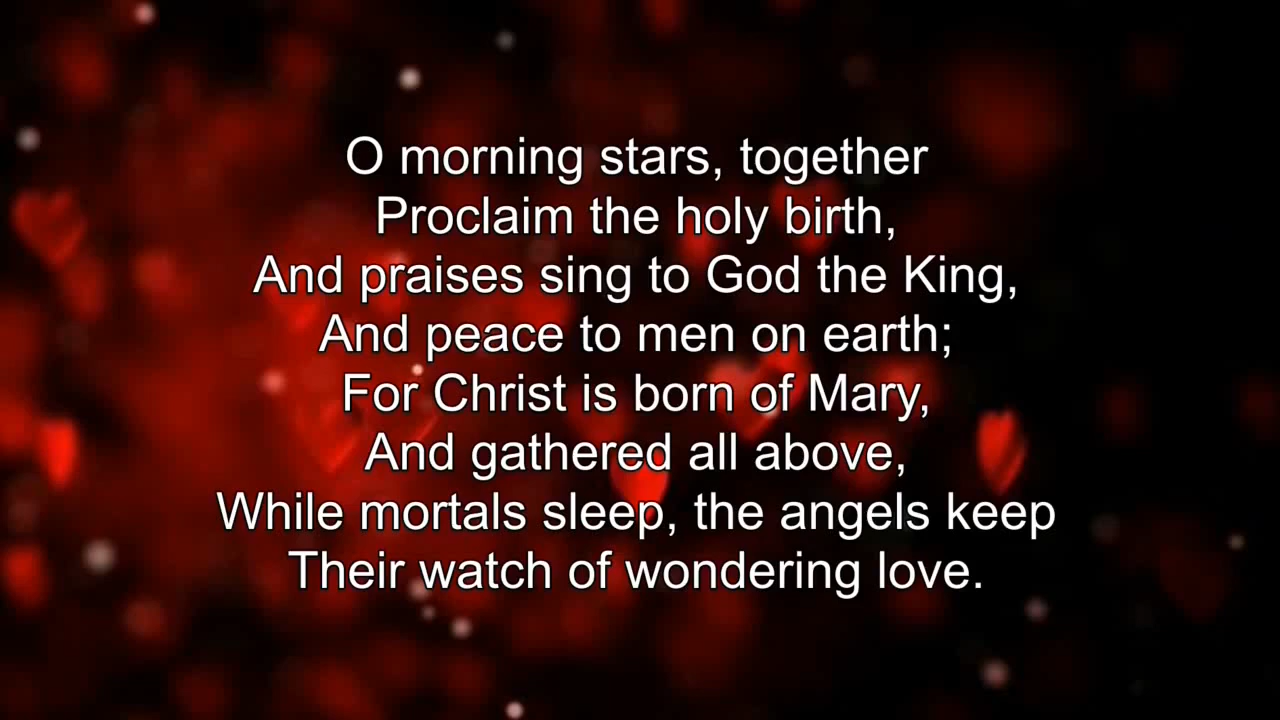 O morning stars, together
Proclaim the holy birth,
And praises sing to God the King,
And peace to men on earth;
For Christ is born of Mary,
And gathered all above,
While mortals sleep, the angels keep
Their watch of wondering love.